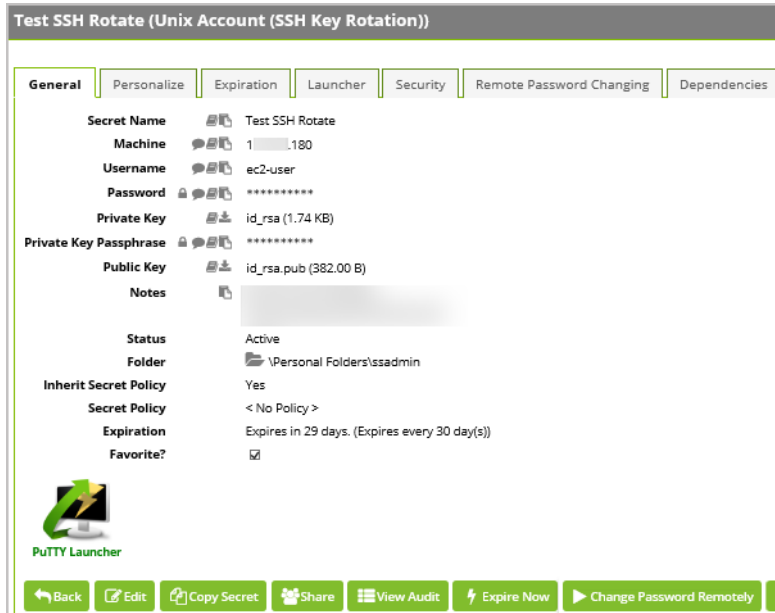 Test SSH Rotate (Unix Account (SSH Key Rotation))
General Personalize Expiration Launcher Security Remote Password Changing Dependencies
Secret Name Test SSH Rotate
Machine 1 .180
Username ec2-user
Password **********
Private Key id_rsa (1.74 KB)
Private Key Passphrase **********
Public Key id_rsa.pub (382.00 B)
Notes
Status Active
Folder \Personal Folders\ssadmin
Inherit Secret Policy Yes
Secret Policy < No Policy >
Expiration Expires in 29 days. (Expires every 30 day(s))
Favorite?
PuTTY Launcher
Back Edit Copy Secret Share View Audit Expire Now Change Password Remotely